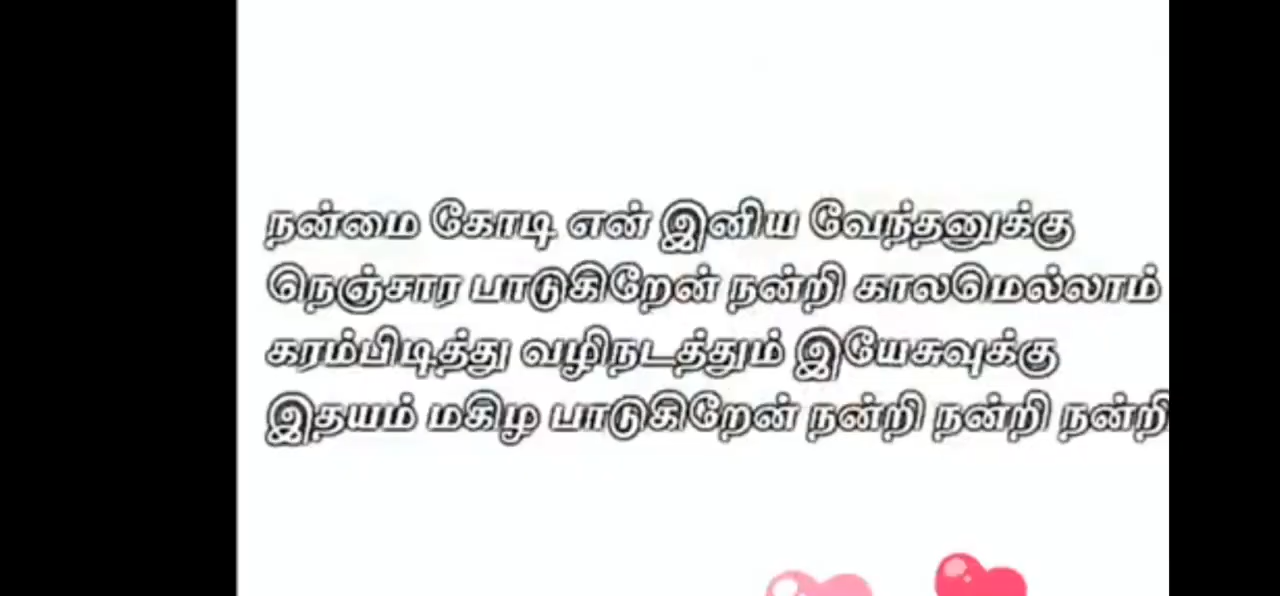 நன்மை கோடி என் இனிய வேந்தனுக்கு
நெஞ்சார பாடுகிறேன் நன்றி காலமெல்லாம்
கரம்பிடித்து வழிநடத்தும் இயேசுவுக்கு
இதயம் மகிழ பாடுகிறேன் நன்றி நன்றி நன்றி